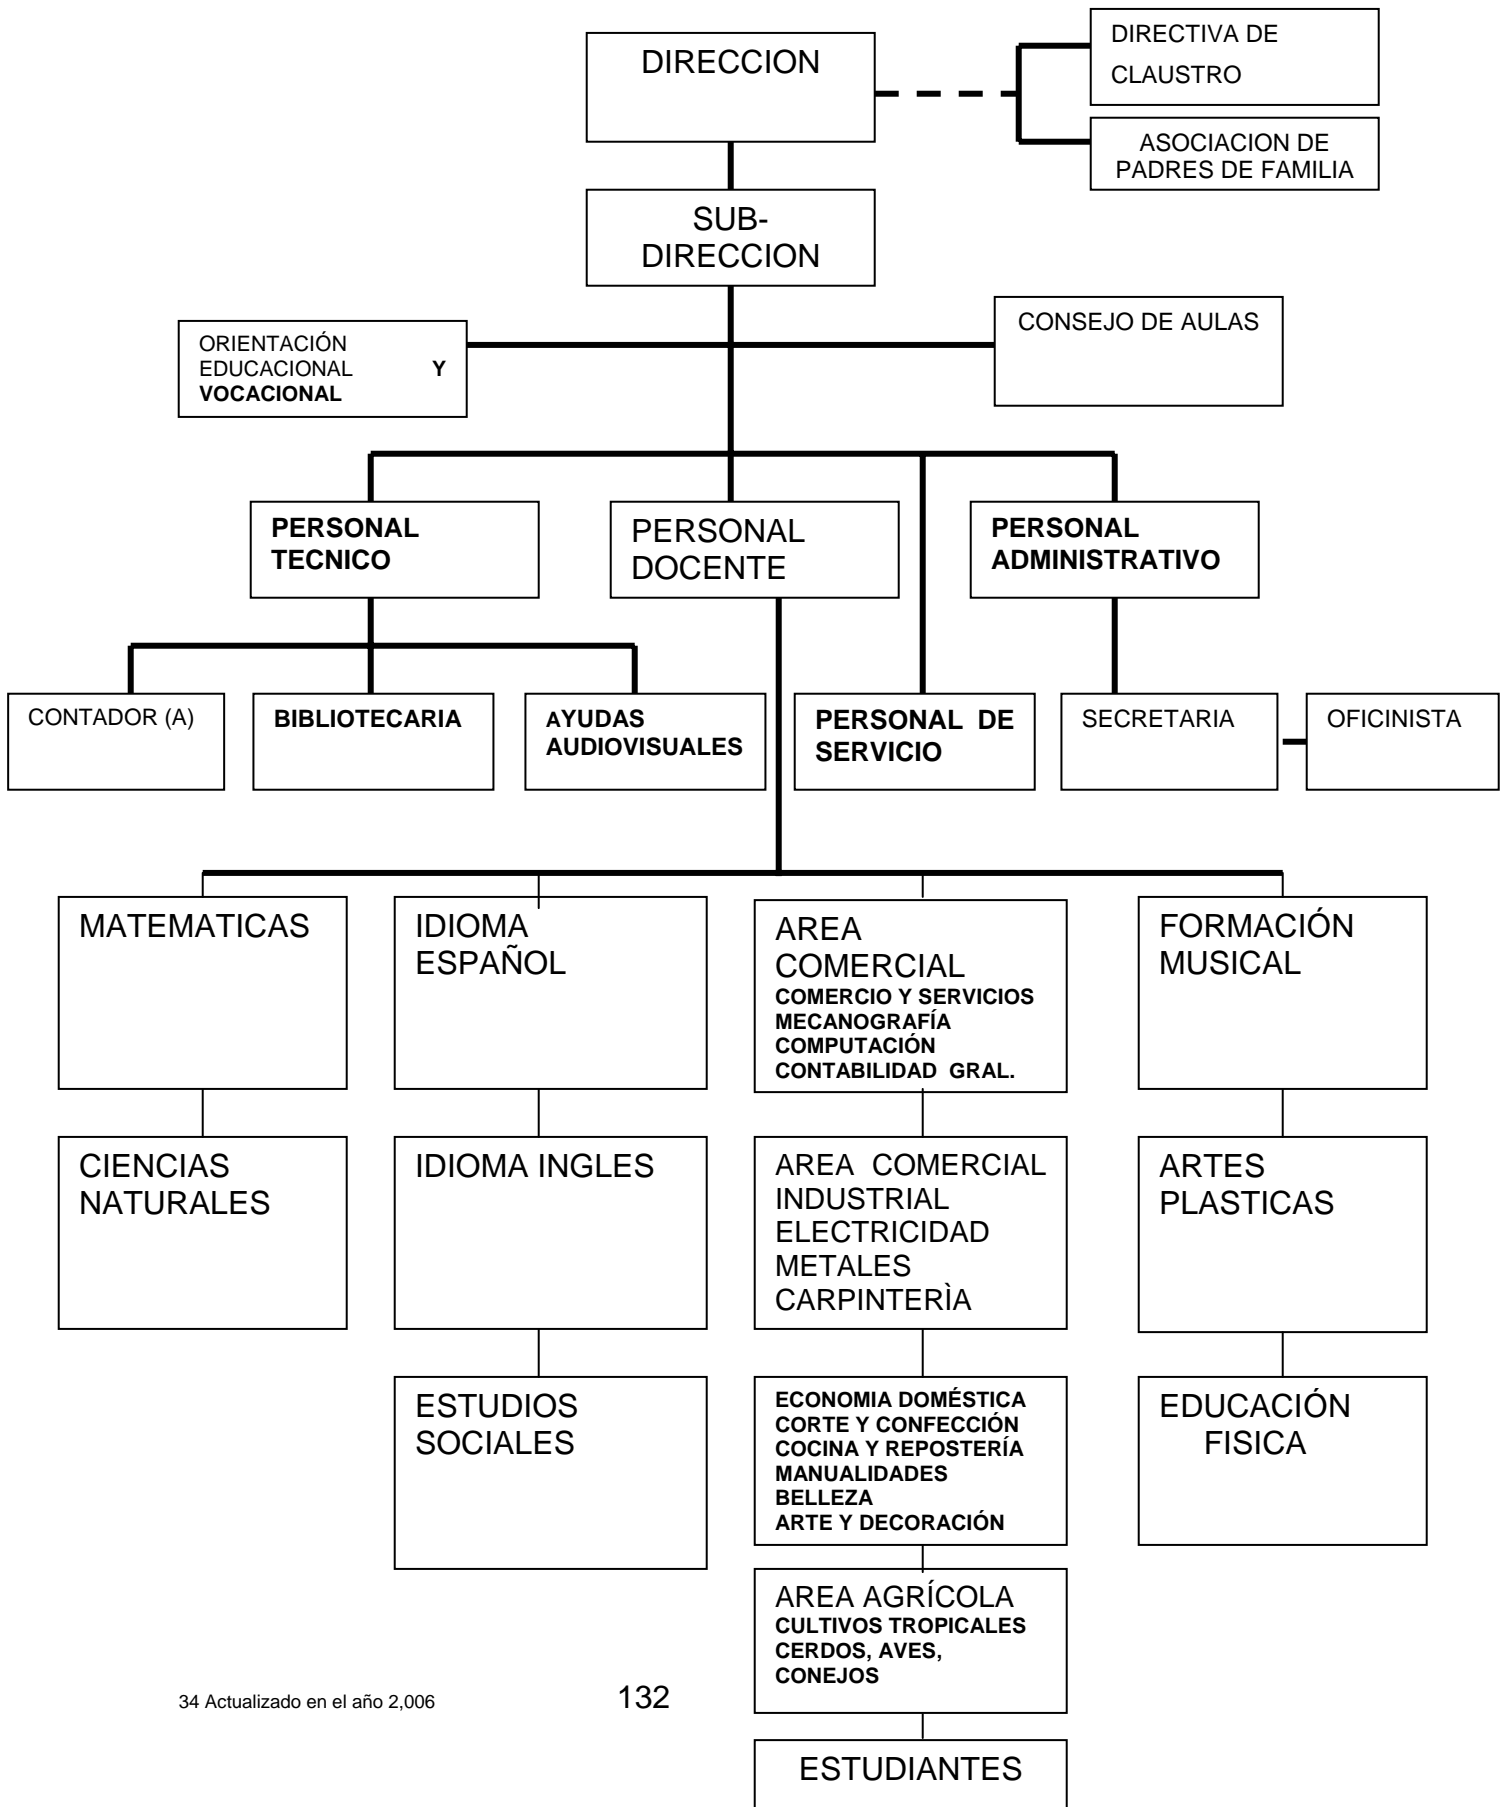 DIRECCION
DIRECTIVA DE
CLAUSTRO
ASOCIACION DE
PADRES DE FAMILIA
SUB-
DIRECCION
ORIENTACIÓN
EDUCACIONAL Y
VOCACIONAL
CONSEJO DE AULAS
PERSONAL
TECNICO
PERSONAL
DOCENTE
PERSONAL
ADMINISTRATIVO
CONTADOR (A)
BIBLIOTECARIA
AYUDAS
AUDIOVISUALES
PERSONAL DE
SERVICIO
SECRETARIA
OFICINISTA
MATEMATICAS
IDIOMA
ESPAÑOL
AREA
COMERCIAL
COMERCIO Y SERVICIOS
MECANOGRAFÍA
COMPUTACIÓN
CONTABILIDAD GRAL.
FORMACIÓN
MUSICAL
CIENCIAS
NATURALES
IDIOMA INGLES
AREA COMERCIAL
INDUSTRIAL
ELECTRICIDAD
METALES
CARPINTERÌA
ARTES
PLASTICAS
ESTUDIOS
SOCIALES
ECONOMIA DOMÉSTICA
CORTE Y CONFECCIÓN
COCINA Y REPOSTERÍA
MANUALIDADES
BELLEZA
ARTE Y DECORACIÓN
EDUCACIÓN
FISICA
AREA AGRÍCOLA
CULTIVOS TROPICALES
CERDOS, AVES,
CONEJOS
34 Actualizado en el año 2,006
132
ESTUDIANTES